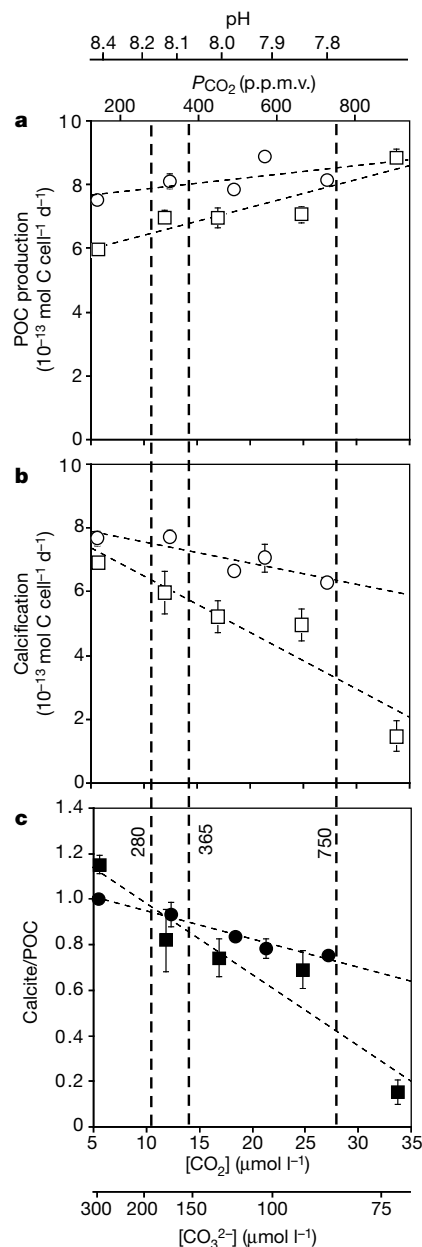 pH
8.4 8.2 8.1 8.0 7.9 7.8
PCO2 (p.p.m.v.)
200 400 600 800
a
10
8
6
4
2
0
POC production
(10–13 mol C cell–1 d–1)
b
10
8
6
4
2
0
Calcification
(10–13 mol C cell–1 d–1)
c
1.4
1.2
1.0
0.8
0.6
0.4
0.2
0
Calcite/POC
280
365
750
5 10 15 20 25 30 35
[CO2] (μmol l–1)
300 200 150 100 75
[CO32–] (μmol l–1)